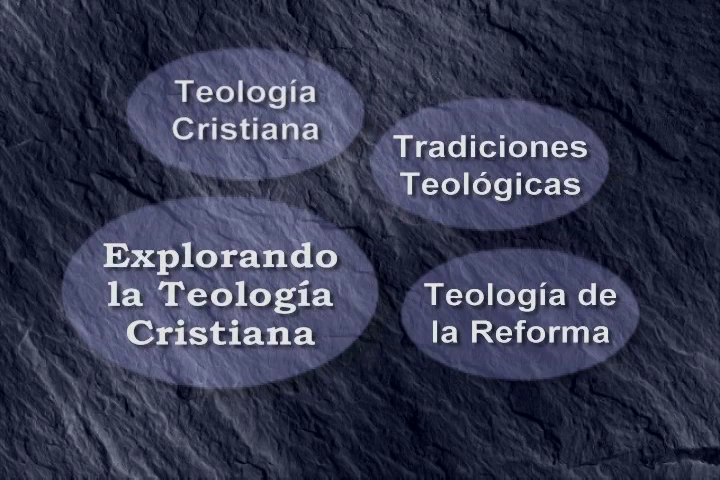 Teología
Cristiana
Tradiciones
Teológicas
Explorando
la Teología
Cristiana
Teología de
la Reforma